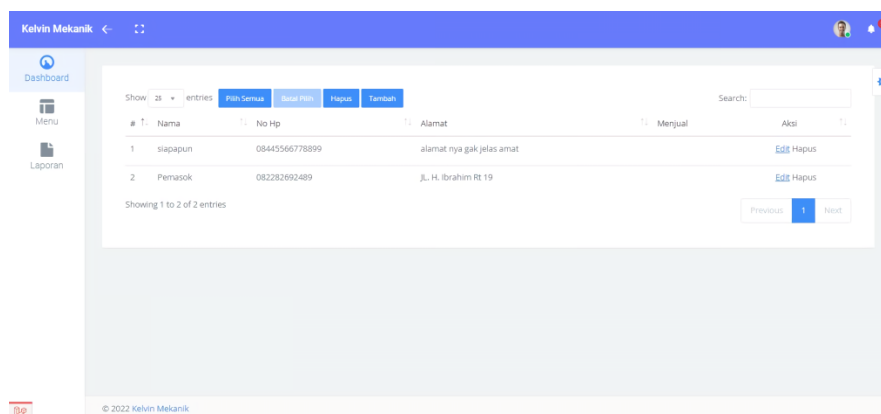 Kelvin Mekanik
Dashboard
Menu
Laporan
Show 25 entries Pilih Semua Batal Pilih Hapus Tambah Search:
# Nama No Hp Alamat Menjual Aksi
1 siapapun 08445566778899 alamat nya gak jelas amat Edit Hapus
2 Pemasok 082282692489 JL. H. Ibrahim Rt 19 Edit Hapus
Showing 1 to 2 of 2 entries Previous 1 Next
© 2022 Kelvin Mekanik